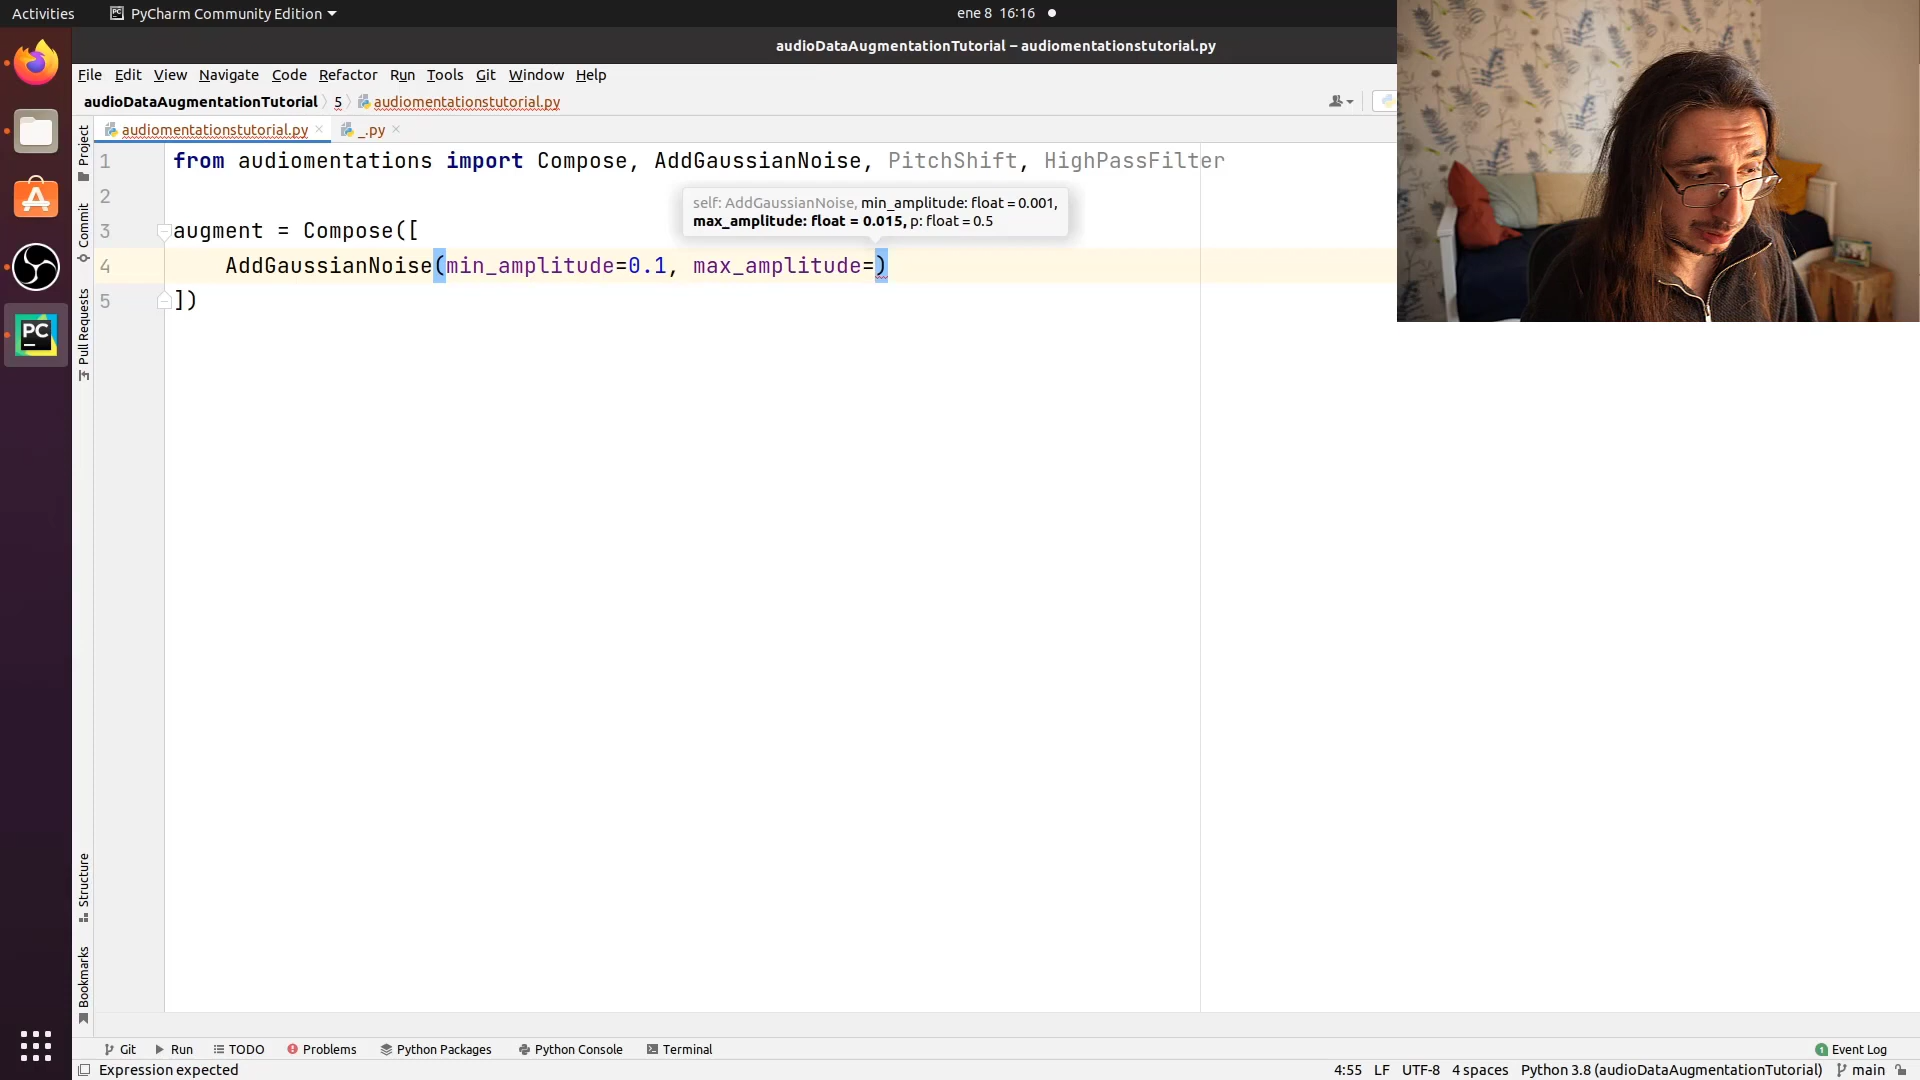 Activities
PyCharm Community Edition
ene 8 16:16
audioDataAugmentationTutorial – audiomentationstutorial.py
File Edit View Navigate Code Refactor Run Tools Git Window Help
audioDataAugmentationTutorial 5 audiomentationstutorial.py
audiomentationstutorial.py
_.py
Project
Commit
Pull Requests
Structure
Bookmarks
1 from audiomentations import Compose, AddGaussianNoise, PitchShift, HighPassFilter
2
self: AddGaussianNoise, min_amplitude: float = 0.001,
max_amplitude: float = 0.015, p: float = 0.5
3 augment = Compose([
4 AddGaussianNoise(min_amplitude=0.1, max_amplitude=)
5 ])
PC
Git Run TODO Problems Python Packages Python Console Terminal
1 Event Log
Expression expected
4:55 LF UTF-8 4 spaces Python 3.8 (audioDataAugmentationTutorial) main